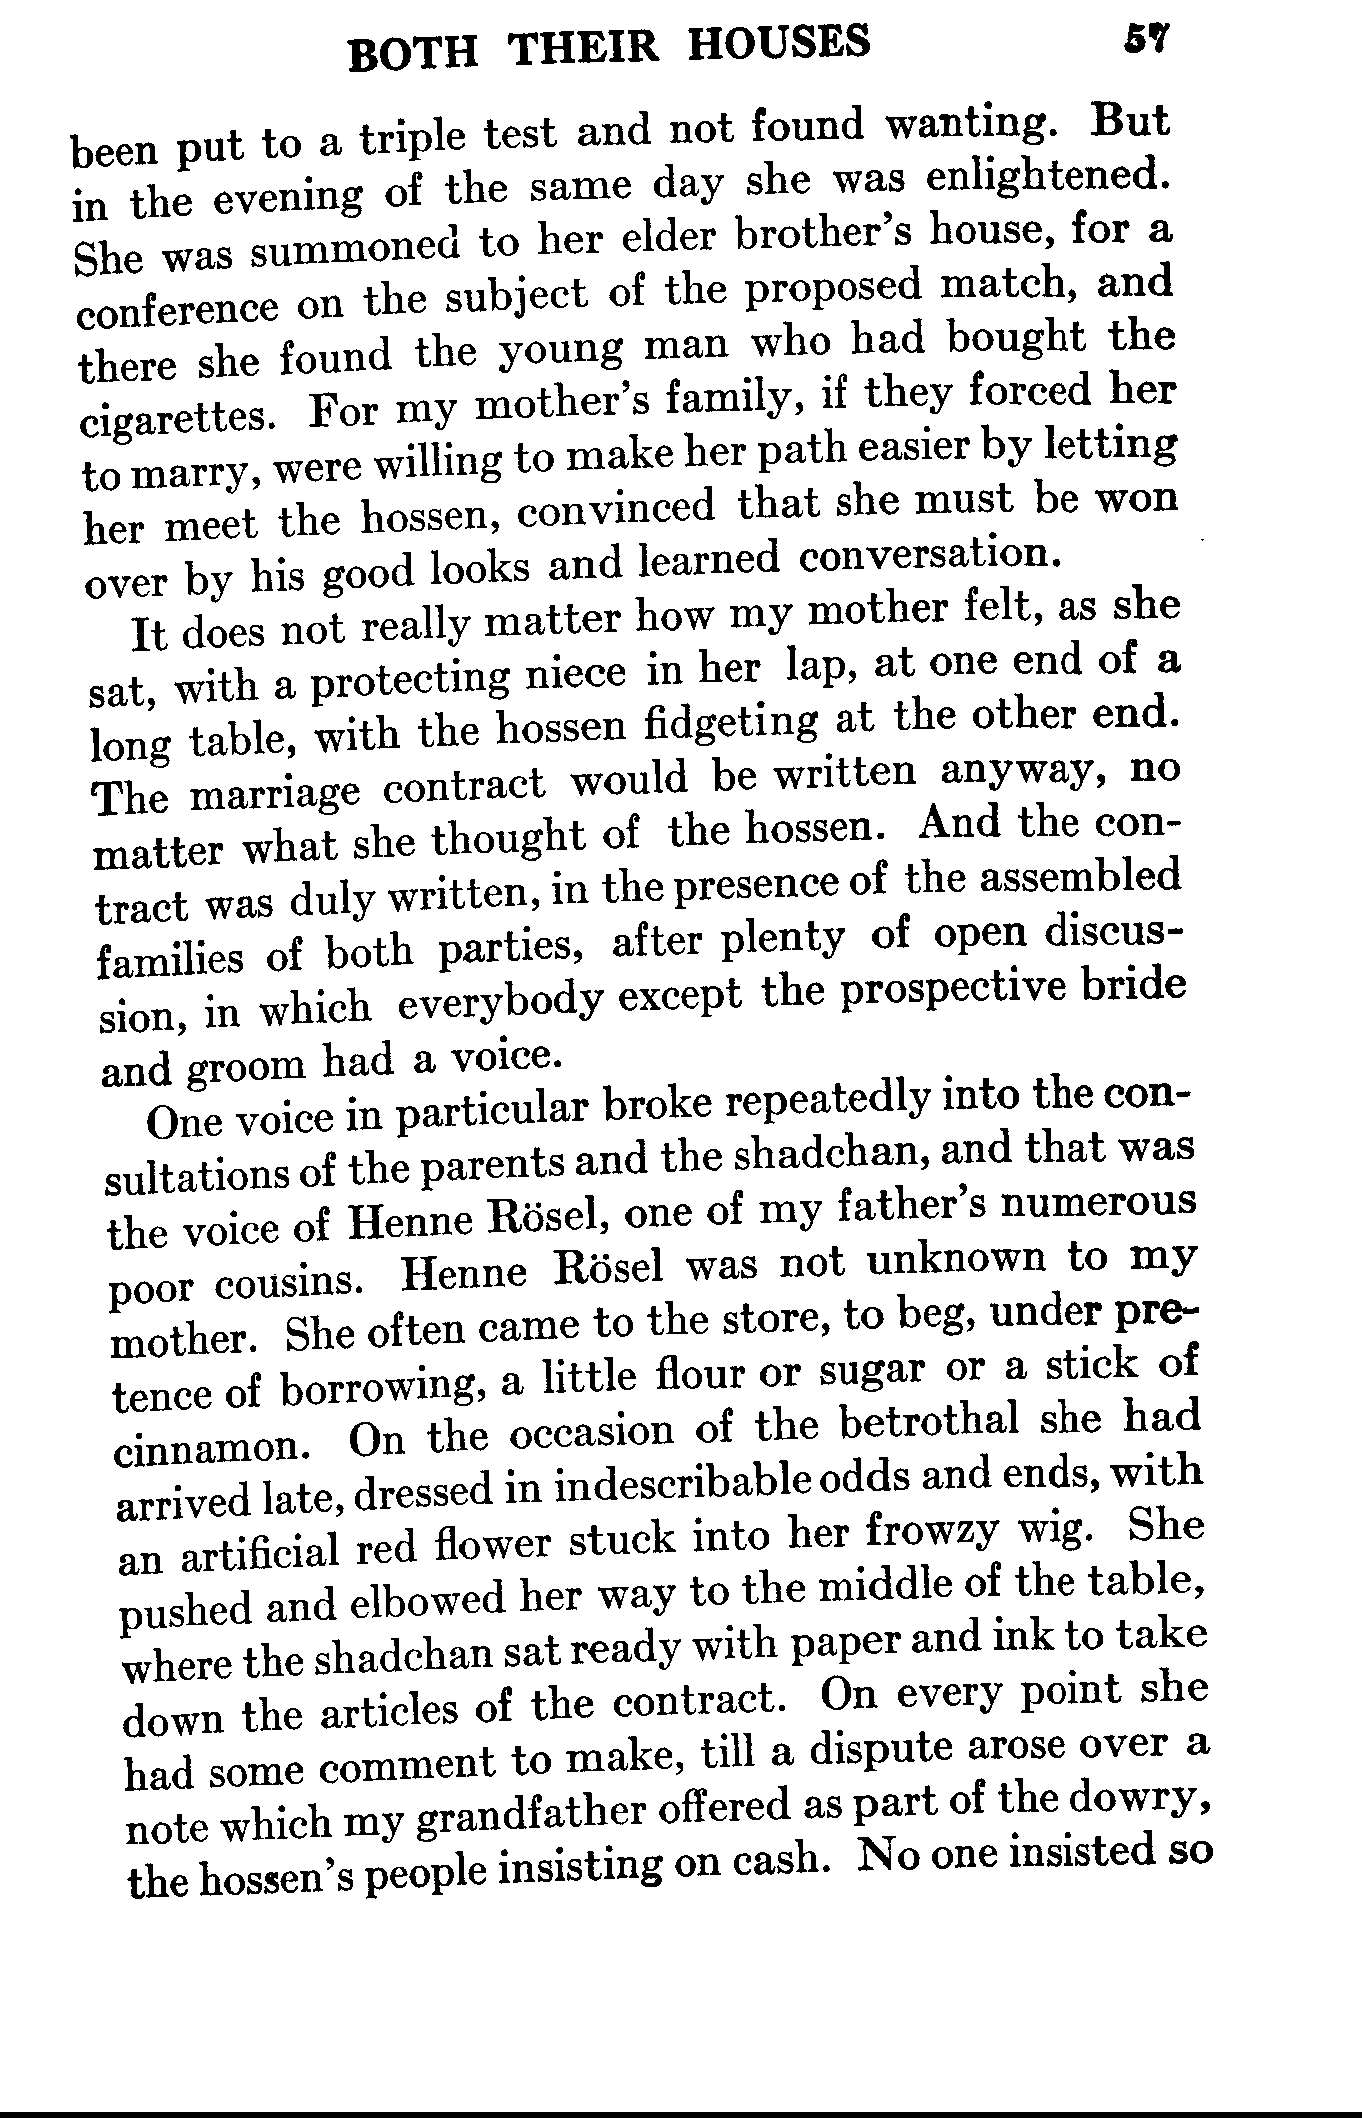 BOTH THEIR HOUSES 57
been put to a triple test and not found wanting. But
in the evening of the same day she was enlightened.
She was summoned to her elder brother's house, for a
conference on the subject of the proposed match, and
there she found the young man who had bought the
cigarettes. For my mother's family, if they forced her
to marry, were willing to make her path easier by letting
her meet the hossen, convinced that she must be won
over by his good looks and learned conversation.
It does not really matter how my mother felt, as she
sat, with a protecting niece in her lap, at one end of a
long table, with the hossen fidgeting at the other end.
The marriage contract would be written anyway, no
matter what she thought of the hossen. And the con-
tract was duly written, in the presence of the assembled
families of both parties, after plenty of open discus-
sion, in which everybody except the prospective bride
and groom had a voice.
One voice in particular broke repeatedly into the con-
sultations of the parents and the shadchan, and that was
the voice of Henne Rösel, one of my father's numerous
poor cousins. Henne Rösel was not unknown to my
mother. She often came to the store, to beg, under pre-
tence of borrowing, a little flour or sugar or a stick of
cinnamon. On the occasion of the betrothal she had
arrived late, dressed in indescribable odds and ends, with
an artificial red flower stuck into her frowzy wig. She
pushed and elbowed her way to the middle of the table,
where the shadchan sat ready with paper and ink to take
down the articles of the contract. On every point she
had some comment to make, till a dispute arose over a
note which my grandfather offered as part of the dowry,
the hossen's people insisting on cash. No one insisted so